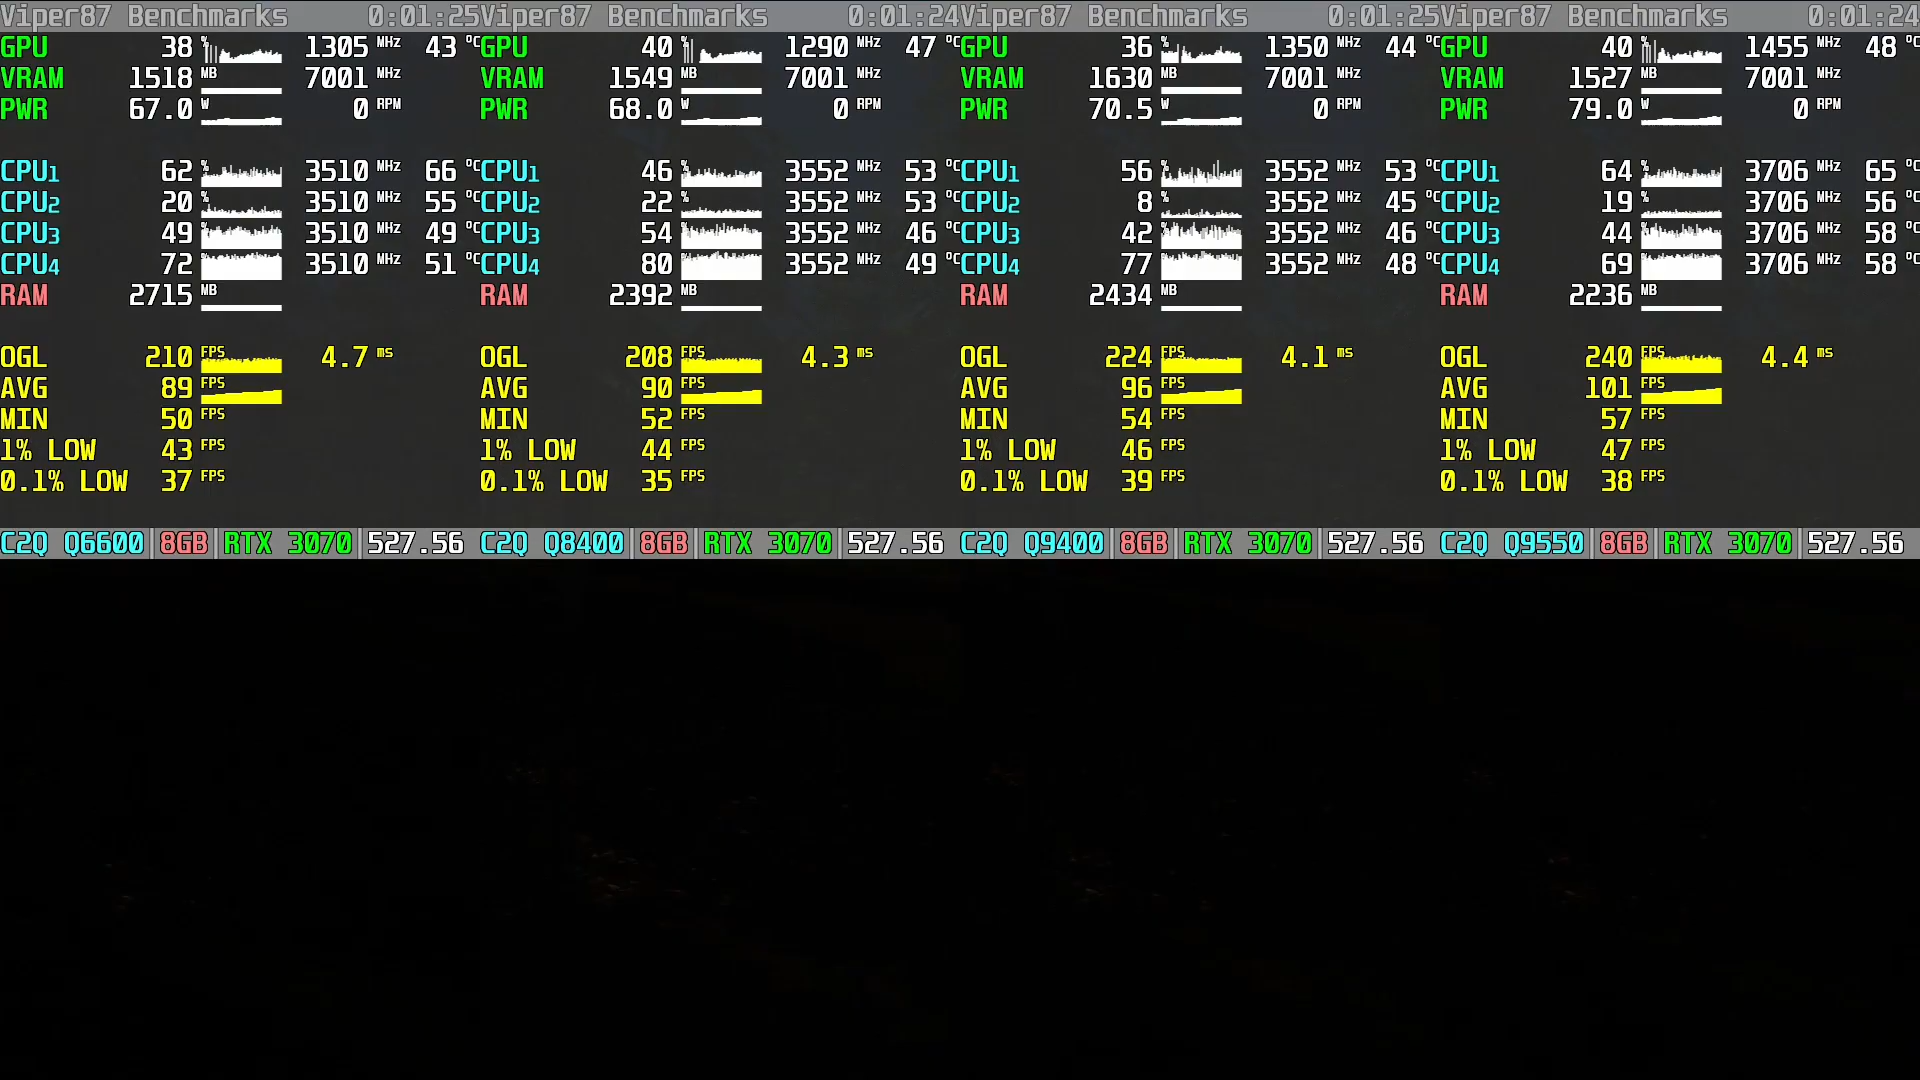 Viper87 Benchmarks 0:01:25 Viper87 Benchmarks 0:01:24 Viper87 Benchmarks 0:01:25 Viper87 Benchmarks 0:01:24
GPU 38 % 1305 MHz 43 °C GPU 40 % 1290 MHz 47 °C GPU 36 % 1350 MHz 44 °C GPU 40 % 1455 MHz 48 °C
VRAM 1518 MB 7001 MHz VRAM 1549 MB 7001 MHz VRAM 1630 MB 7001 MHz VRAM 1527 MB 7001 MHz
PWR 67.0 W 0 RPM PWR 68.0 W 0 RPM PWR 70.5 W 0 RPM PWR 79.0 W 0 RPM
CPU1 62 % 3510 MHz 66 °C CPU1 46 % 3552 MHz 53 °C CPU1 56 % 3552 MHz 53 °C CPU1 64 % 3706 MHz 65 °C
CPU2 20 % 3510 MHz 55 °C CPU2 22 % 3552 MHz 53 °C CPU2 8 % 3552 MHz 45 °C CPU2 19 % 3706 MHz 56 °C
CPU3 49 % 3510 MHz 49 °C CPU3 54 % 3552 MHz 46 °C CPU3 42 % 3552 MHz 46 °C CPU3 44 % 3706 MHz 58 °C
CPU4 72 % 3510 MHz 51 °C CPU4 80 % 3552 MHz 49 °C CPU4 77 % 3552 MHz 48 °C CPU4 69 % 3706 MHz 58 °C
RAM 2715 MB RAM 2392 MB RAM 2434 MB RAM 2236 MB
OGL 210 FPS 4.7 ms OGL 208 FPS 4.3 ms OGL 224 FPS 4.1 ms OGL 240 FPS 4.4 ms
AVG 89 FPS AVG 90 FPS AVG 96 FPS AVG 101 FPS
MIN 50 FPS MIN 52 FPS MIN 54 FPS MIN 57 FPS
1% LOW 43 FPS 1% LOW 44 FPS 1% LOW 46 FPS 1% LOW 47 FPS
0.1% LOW 37 FPS 0.1% LOW 35 FPS 0.1% LOW 39 FPS 0.1% LOW 38 FPS
C2Q Q6600 8GB RTX 3070 527.56 C2Q Q8400 8GB RTX 3070 527.56 C2Q Q9400 8GB RTX 3070 527.56 C2Q Q9550 8GB RTX 3070 527.56